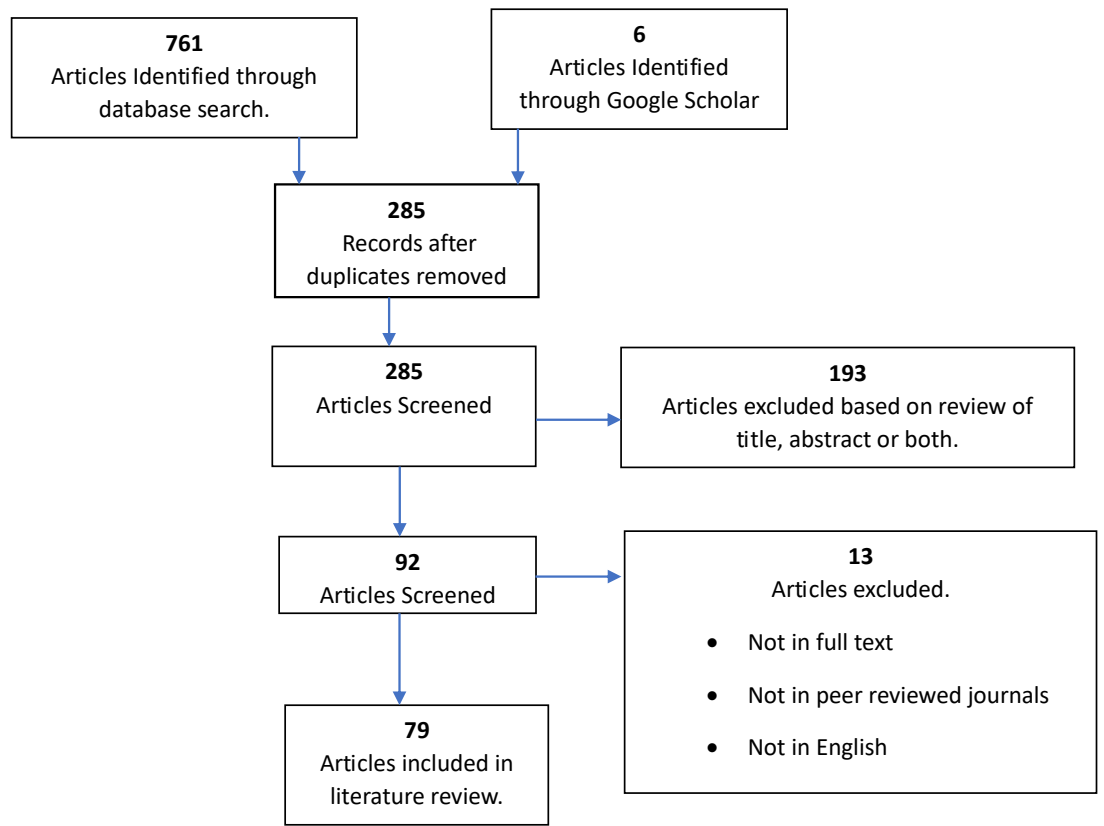 761
Articles Identified through
database search.
6
Articles Identified
through Google Scholar
285
Records after
duplicates removed
285
Articles Screened
193
Articles excluded based on review of
title, abstract or both.
92
Articles Screened
13
Articles excluded.
• Not in full text
• Not in peer reviewed journals
• Not in English
79
Articles included in
literature review.